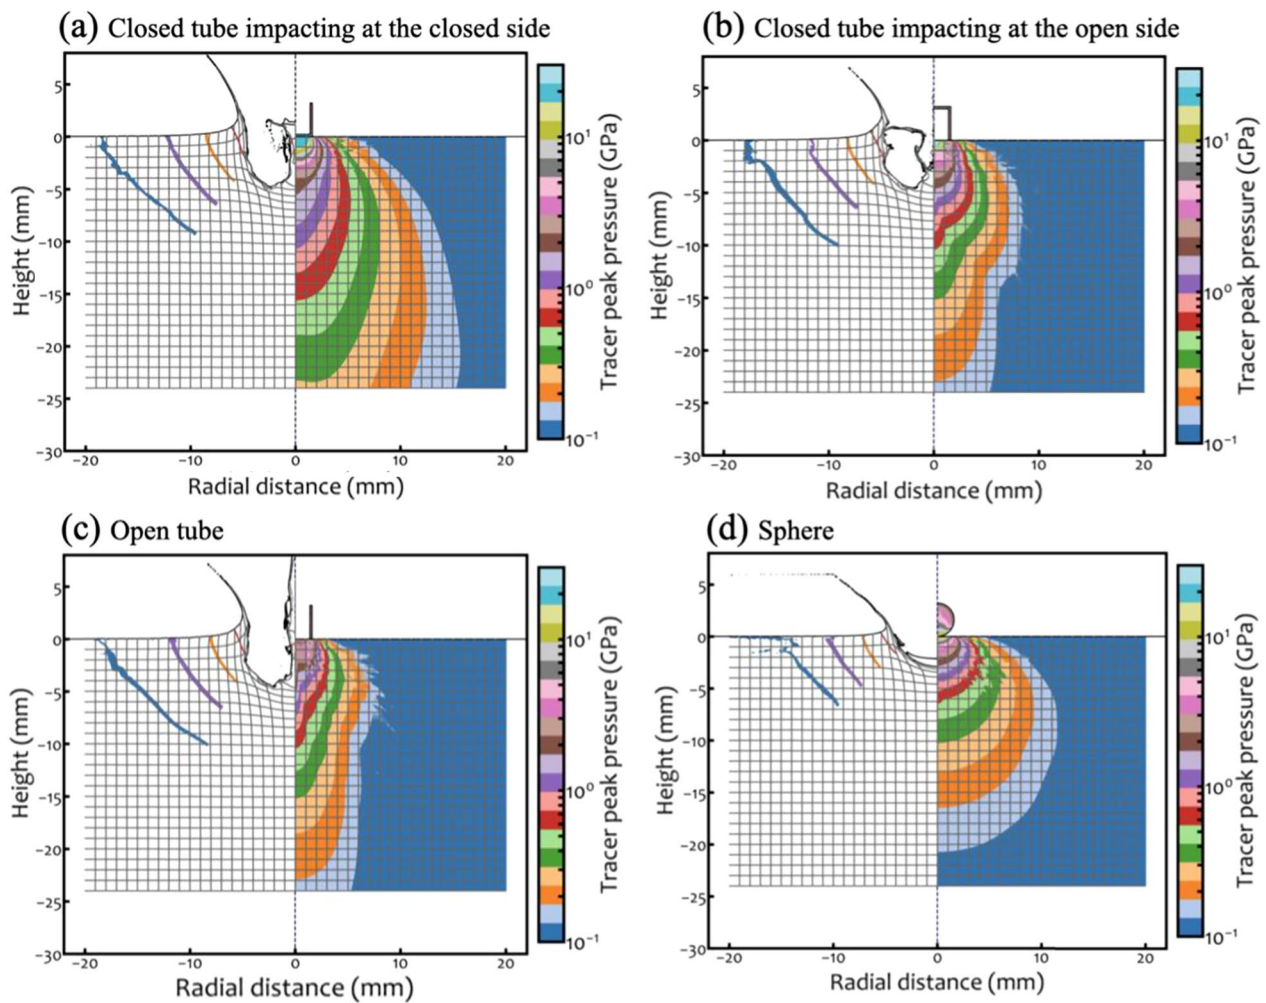 (a) Closed tube impacting at the closed side
5
0
−5
−10
−15
−20
−25
−30
−20 −10 0 10 20
Height (mm)
Radial distance (mm)
10¹
10⁰
10⁻¹
Tracer peak pressure (GPa)
(b) Closed tube impacting at the open side
5
0
−5
−10
−15
−20
−25
−30
−20 −10 0 10 20
Height (mm)
Radial distance (mm)
10¹
10⁰
10⁻¹
Tracer peak pressure (GPa)
(c) Open tube
5
0
−5
−10
−15
−20
−25
−30
−20 −10 0 10 20
Height (mm)
Radial distance (mm)
10¹
10⁰
10⁻¹
Tracer peak pressure (GPa)
(d) Sphere
5
0
−5
−10
−15
−20
−25
−30
−20 −10 0 10 20
Height (mm)
Radial distance (mm)
10¹
10⁰
10⁻¹
Tracer peak pressure (GPa)